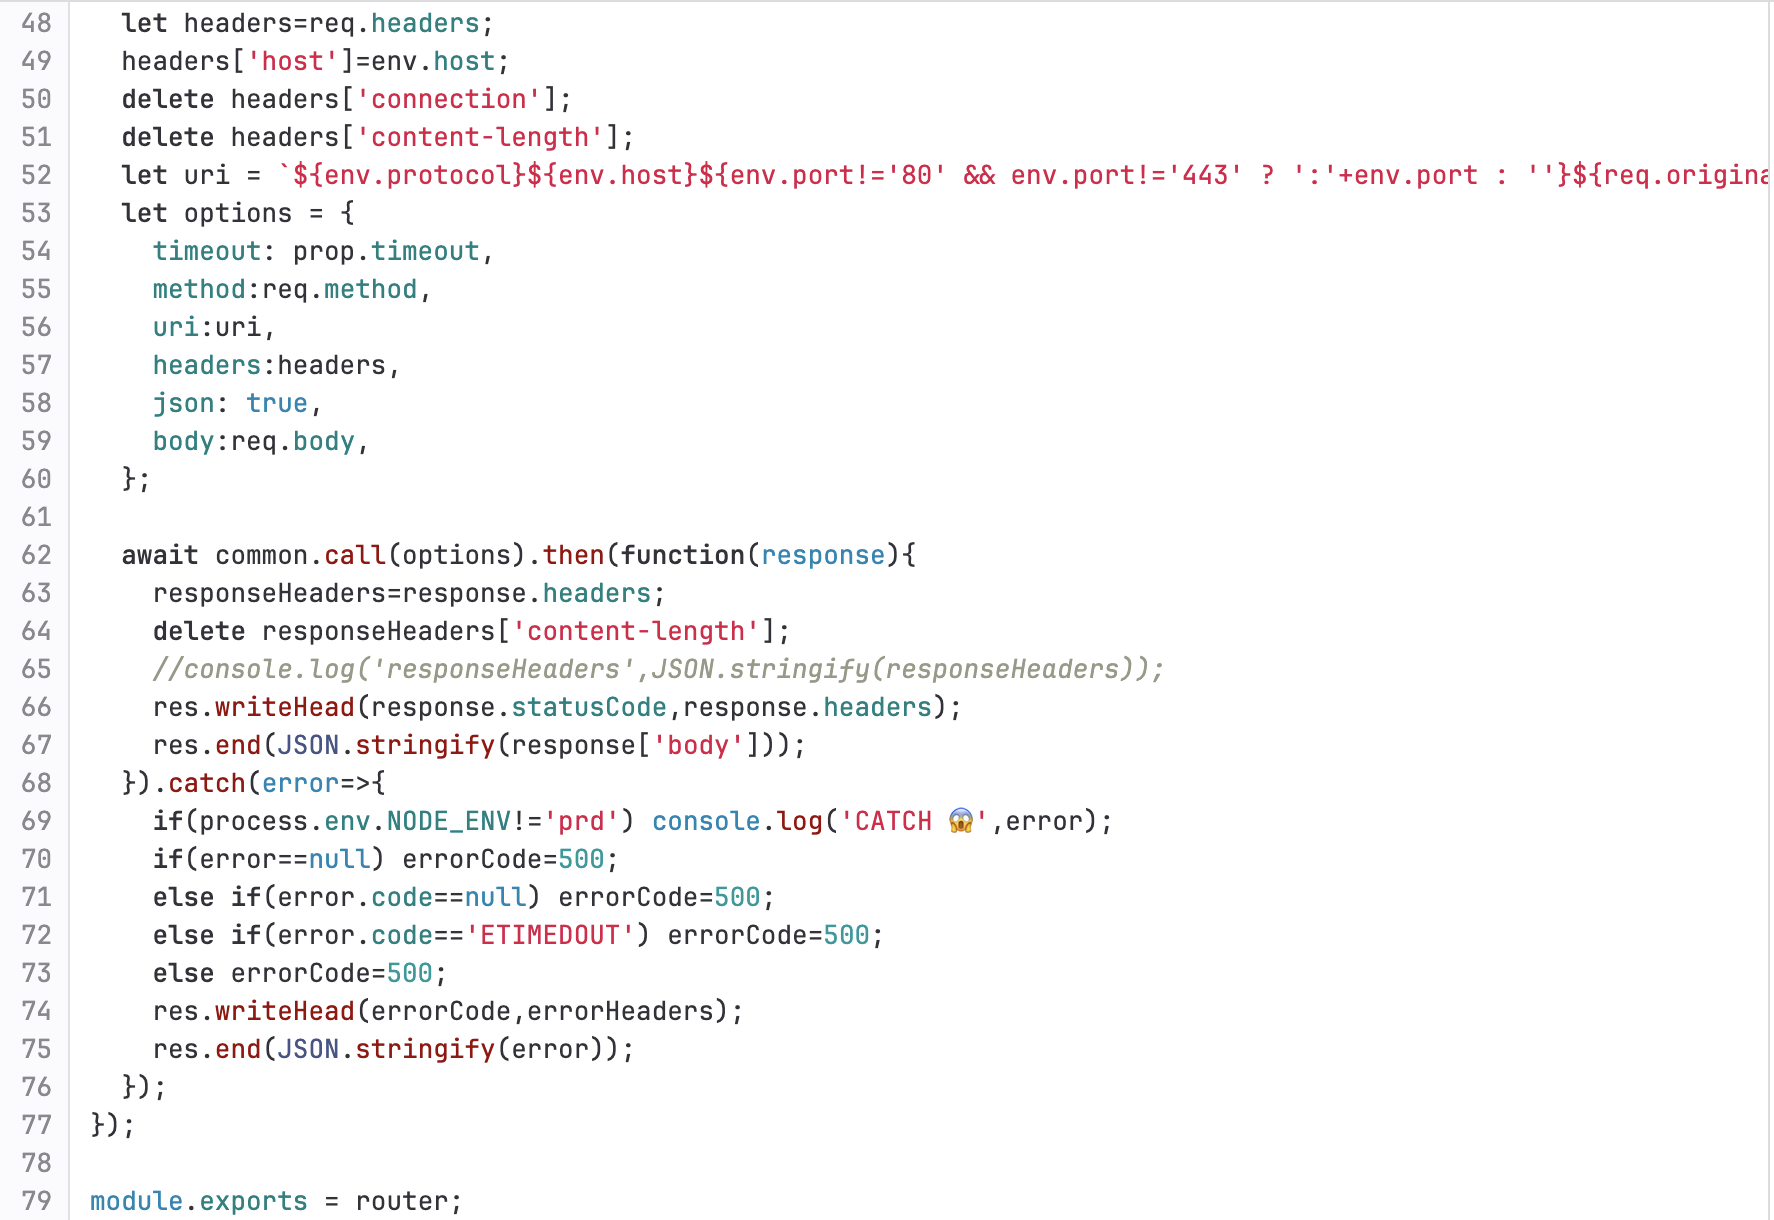 48 let headers=req.headers;
49 headers['host']=env.host;
50 delete headers['connection'];
51 delete headers['content-length'];
52 let uri = `${env.protocol}${env.host}${env.port!='80' && env.port!='443' ? ':'+env.port : ''}${req.origina
53 let options = {
54 timeout: prop.timeout,
55 method:req.method,
56 uri:uri,
57 headers:headers,
58 json: true,
59 body:req.body,
60 };
61
62 await common.call(options).then(function(response){
63 responseHeaders=response.headers;
64 delete responseHeaders['content-length'];
65 //console.log('responseHeaders',JSON.stringify(responseHeaders));
66 res.writeHead(response.statusCode,response.headers);
67 res.end(JSON.stringify(response['body']));
68 }).catch(error=>{
69 if(process.env.NODE_ENV!='prd') console.log('CATCH 😱',error);
70 if(error==null) errorCode=500;
71 else if(error.code==null) errorCode=500;
72 else if(error.code=='ETIMEDOUT') errorCode=500;
73 else errorCode=500;
74 res.writeHead(errorCode,errorHeaders);
75 res.end(JSON.stringify(error));
76 });
77 });
78
79 module.exports = router;